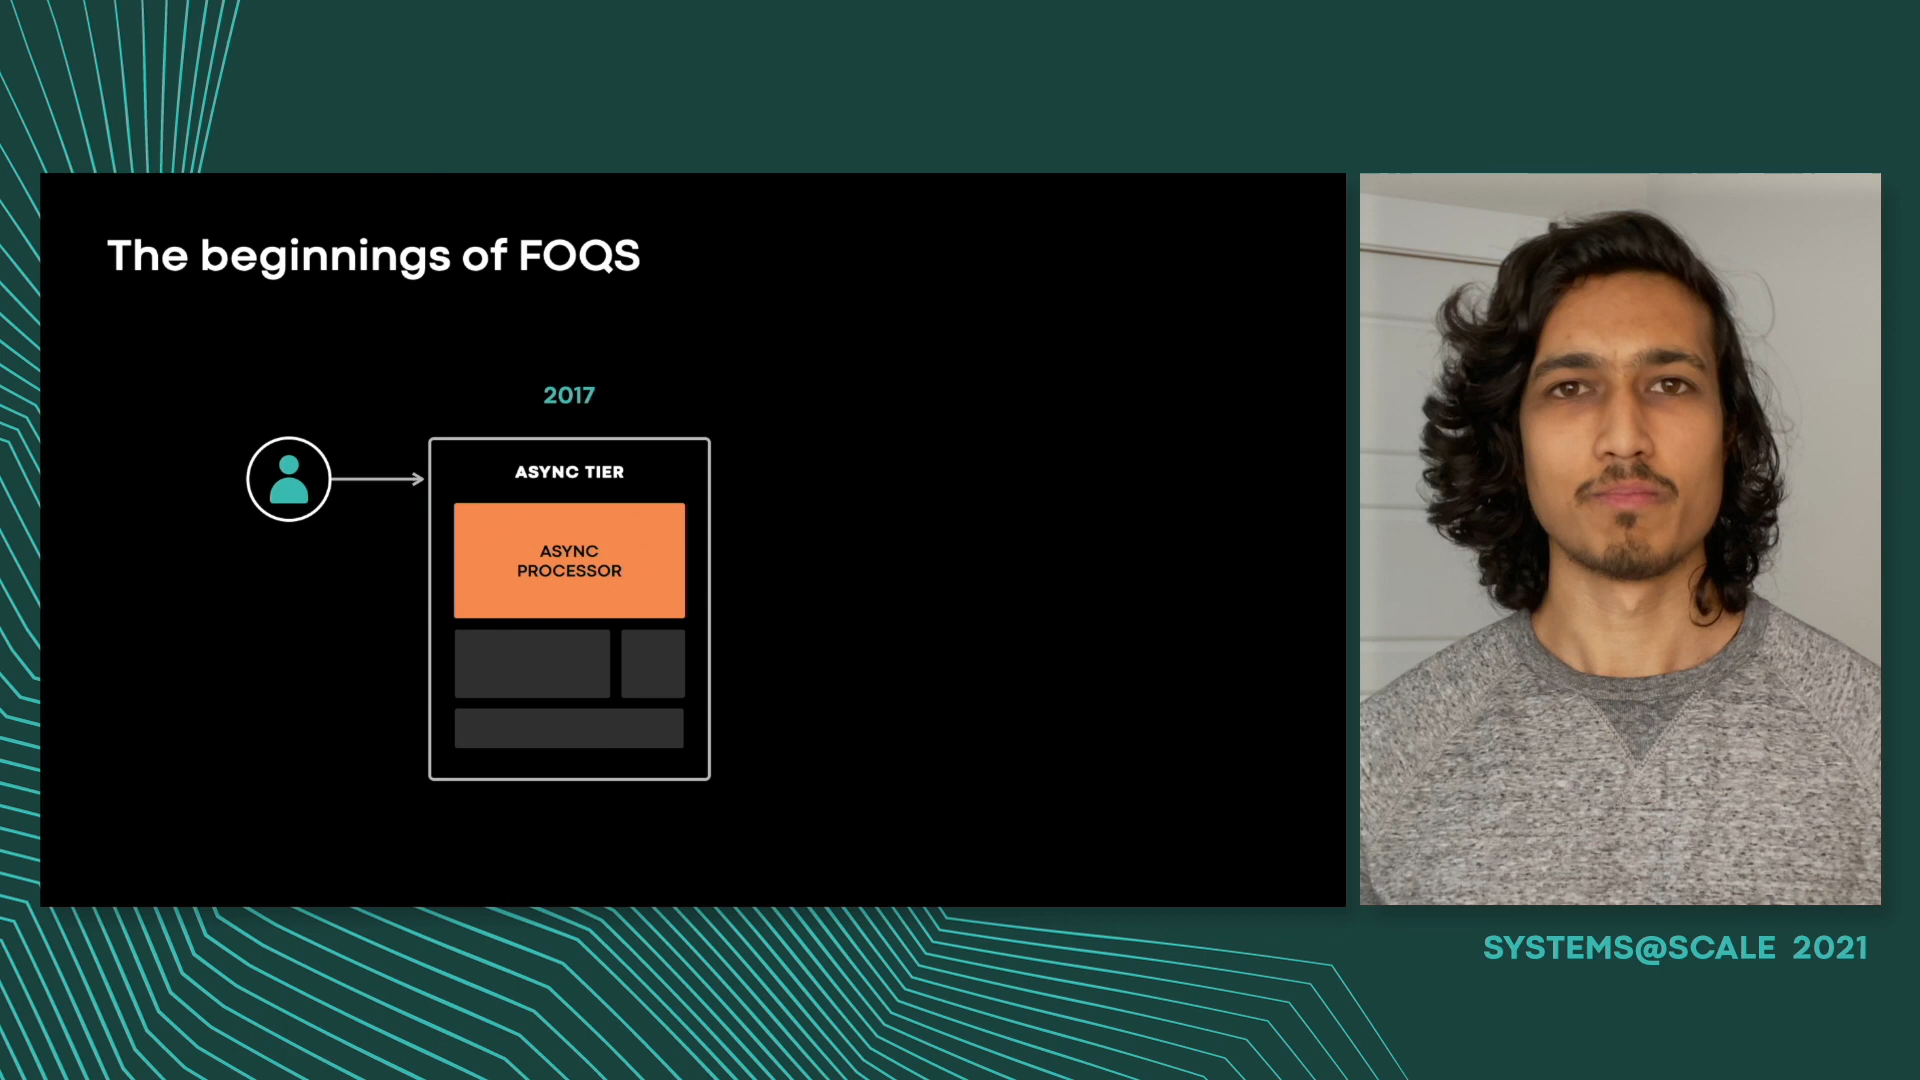 The beginnings of FOQS
2017
ASYNC TIER
ASYNC
PROCESSOR
SYSTEMS@SCALE 2021